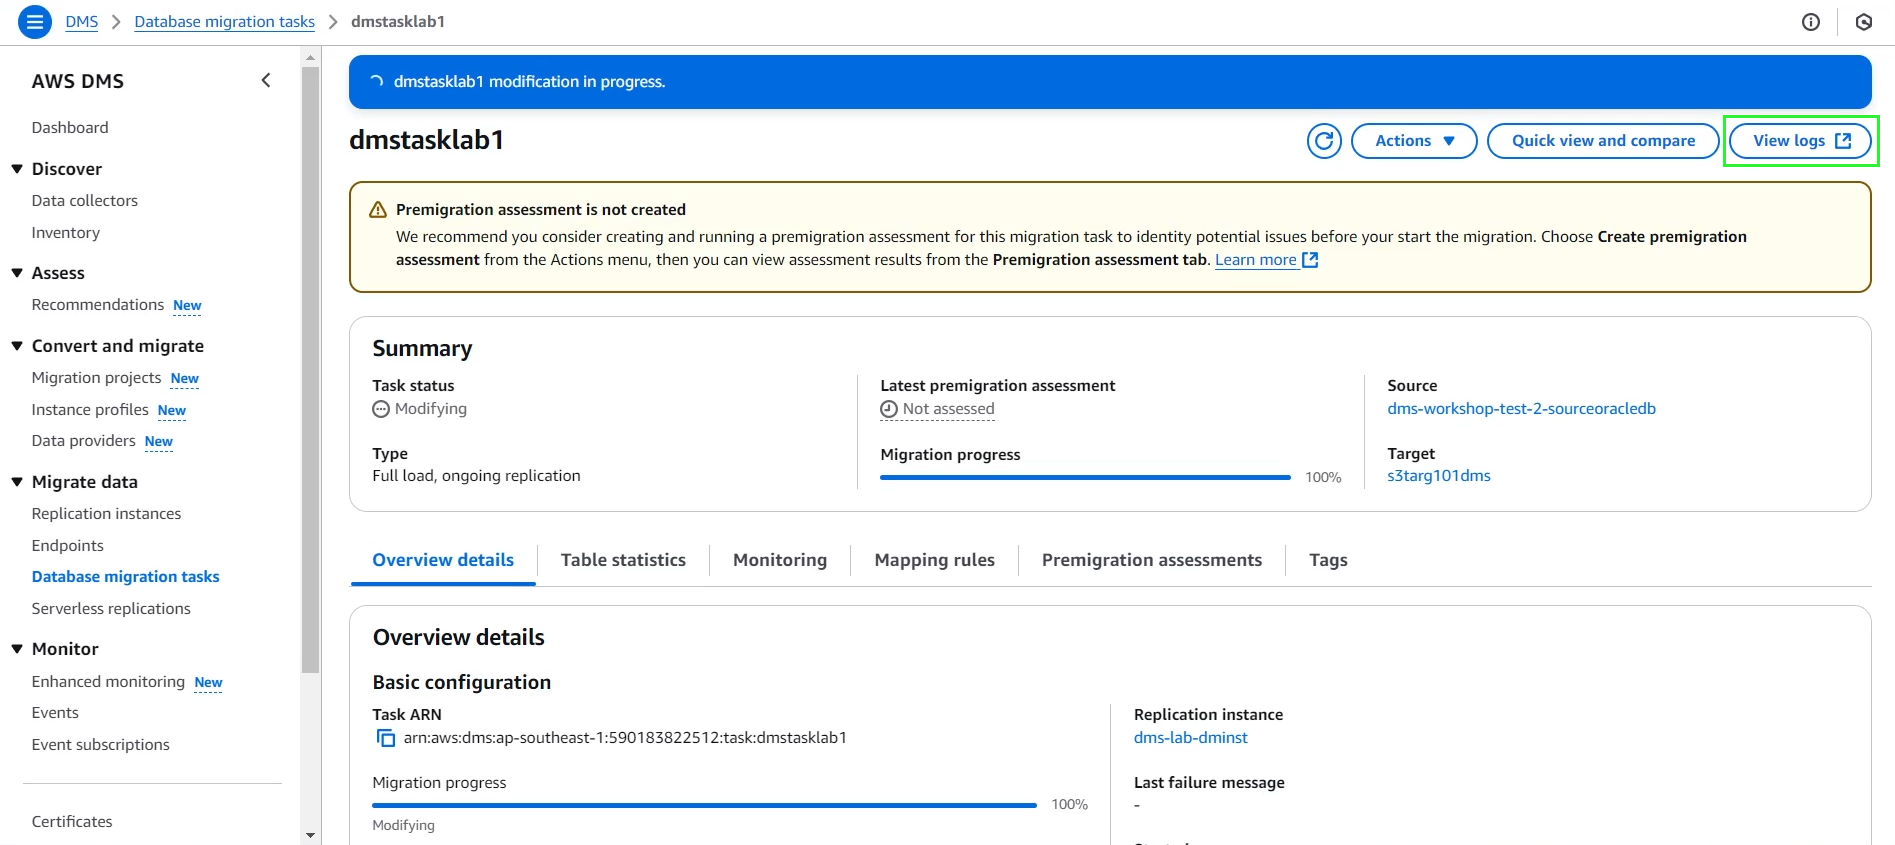 DMS > Database migration tasks > dmstasklab1
AWS DMS
Dashboard
Discover
Data collectors
Inventory
Assess
Recommendations New
Convert and migrate
Migration projects New
Instance profiles New
Data providers New
Migrate data
Replication instances
Endpoints
Database migration tasks
Serverless replications
Monitor
Enhanced monitoring New
Events
Event subscriptions
Certificates
dmstasklab1 modification in progress.
dmstasklab1
Actions
Quick view and compare
View logs
Premigration assessment is not created
We recommend you consider creating and running a premigration assessment for this migration task to identity potential issues before your start the migration. Choose Create premigration
assessment from the Actions menu, then you can view assessment results from the Premigration assessment tab. Learn more
Summary
Task status
Modifying
Type
Full load, ongoing replication
Latest premigration assessment
Not assessed
Migration progress
100%
Source
dms-workshop-test-2-sourceoracledb
Target
s3targ101dms
Overview details
Table statistics
Monitoring
Mapping rules
Premigration assessments
Tags
Overview details
Basic configuration
Task ARN
arn:aws:dms:ap-southeast-1:590183822512:task:dmstasklab1
Migration progress
100%
Modifying
Replication instance
dms-lab-dminst
Last failure message
-